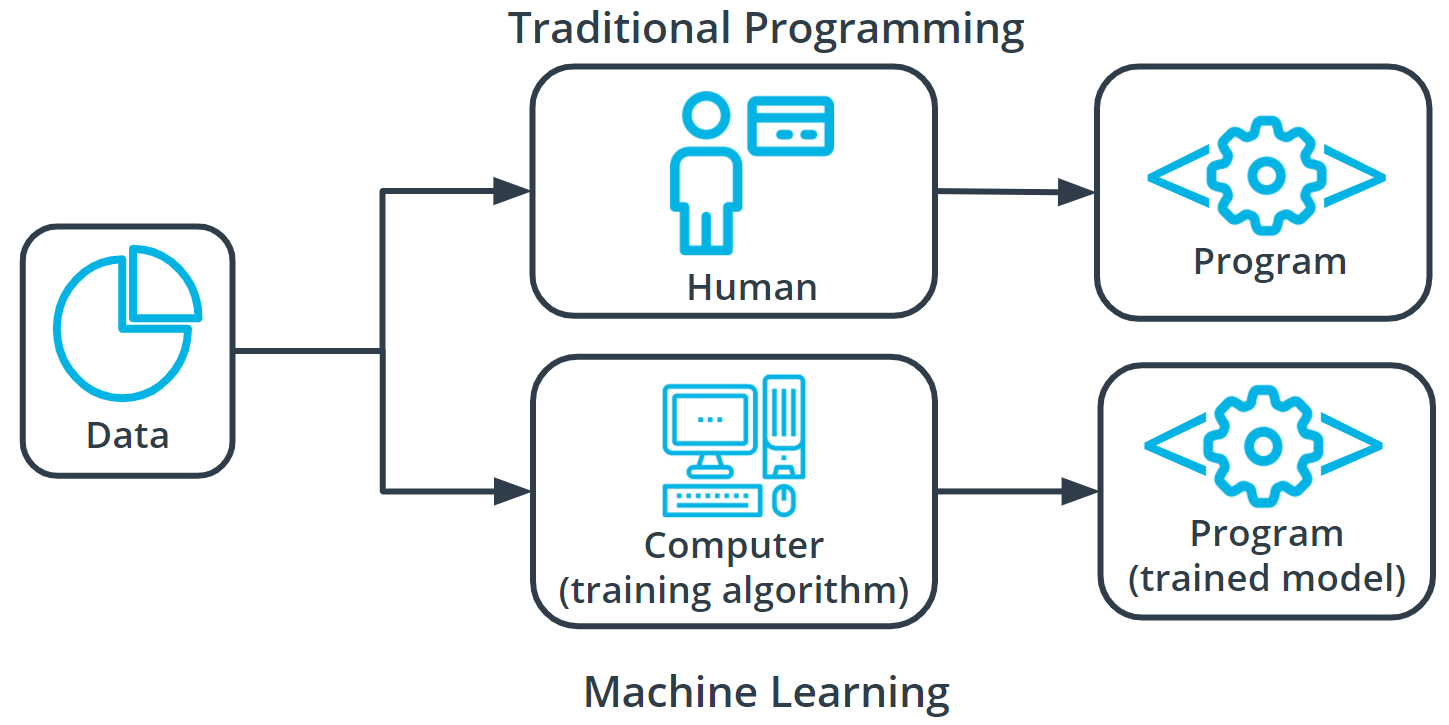 Traditional Programming
Human
Program
Data
Computer
(training algorithm)
Program
(trained model)
Machine Learning